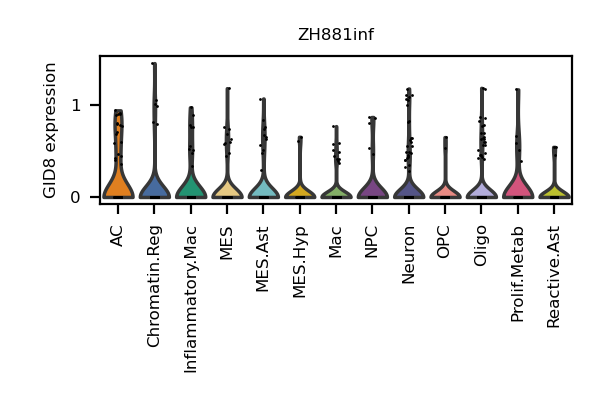 ZH881inf
GID8 expression
1
0
AC
Chromatin.Reg
Inflammatory.Mac
MES
MES.Ast
MES.Hyp
Mac
NPC
Neuron
OPC
Oligo
Prolif.Metab
Reactive.Ast